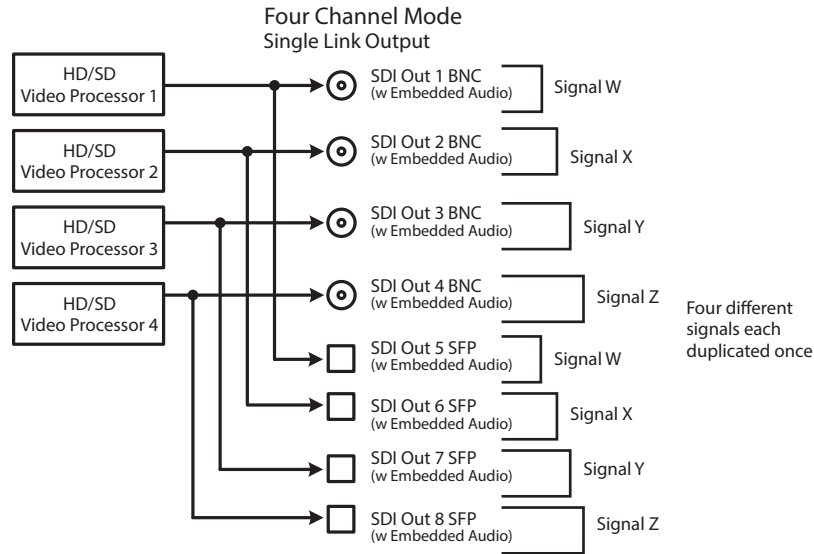 Four Channel Mode
Single Link Output
HD/SD
Video Processor 1
SDI Out 1 BNC
(w Embedded Audio)
Signal W
HD/SD
Video Processor 2
SDI Out 2 BNC
(w Embedded Audio)
Signal X
HD/SD
Video Processor 3
SDI Out 3 BNC
(w Embedded Audio)
Signal Y
HD/SD
Video Processor 4
SDI Out 4 BNC
(w Embedded Audio)
Signal Z
Four different
signals each
duplicated once
SDI Out 5 SFP
(w Embedded Audio)
Signal W
SDI Out 6 SFP
(w Embedded Audio)
Signal X
SDI Out 7 SFP
(w Embedded Audio)
Signal Y
SDI Out 8 SFP
(w Embedded Audio)
Signal Z